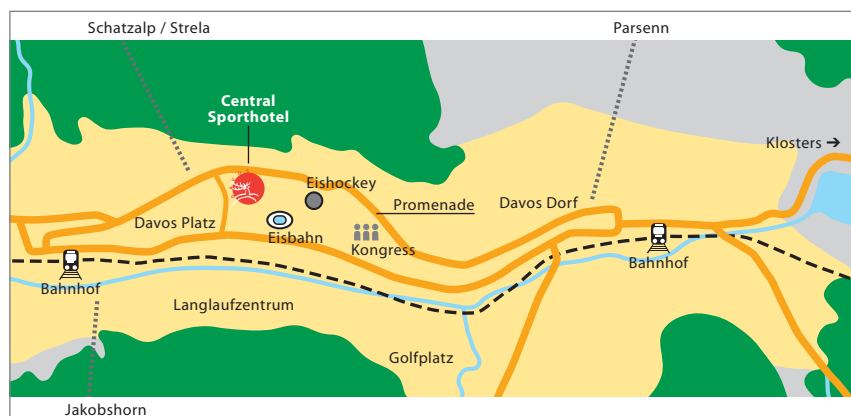 Schatzalp / Strela
Parsenn
Central
Sporthotel
Klosters →
Eishockey
Promenade
Davos Dorf
Davos Platz
Eisbahn
Kongress
Bahnhof
Bahnhof
Langlaufzentrum
Golfplatz
Jakobshorn